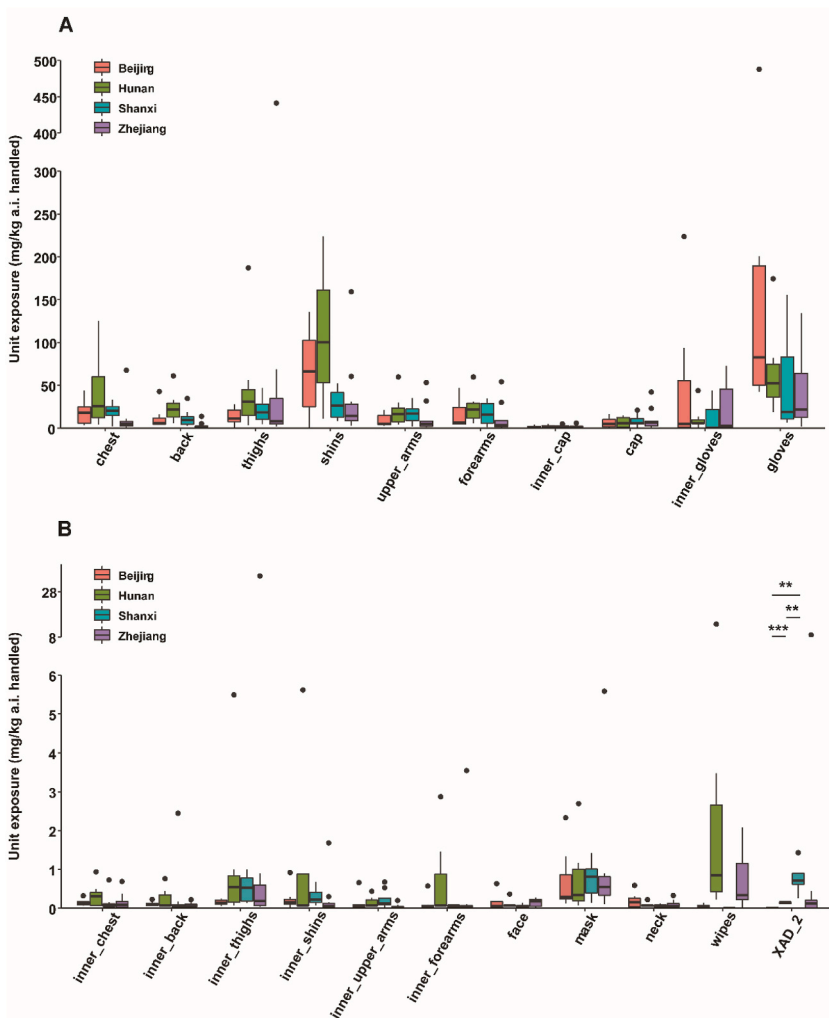 A
Unit exposure (mg/kg a.i. handled)
500
450
400
300
250
200
150
100
50
0
Beijing
Hunan
Shanxi
Zhejiang
chest
back
thighs
shins
upper_arms
forearms
inner_cap
cap
inner_gloves
gloves
B
Unit exposure (mg/kg a.i. handled)
28
8
6
5
4
3
2
1
0
Beijing
Hunan
Shanxi
Zhejiang
**
**
***
inner_chest
inner_back
inner_thighs
inner_shins
inner_upper_arms
inner_forearms
face
mask
neck
wipes
XAD_2